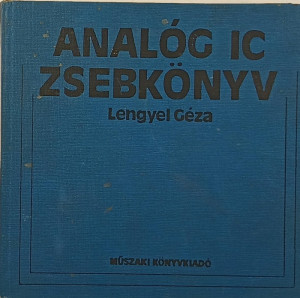 ANALÓG IC
ZSEBKÖNYV
Lengyel Géza
MŰSZAKI KÖNYVKIADÓ